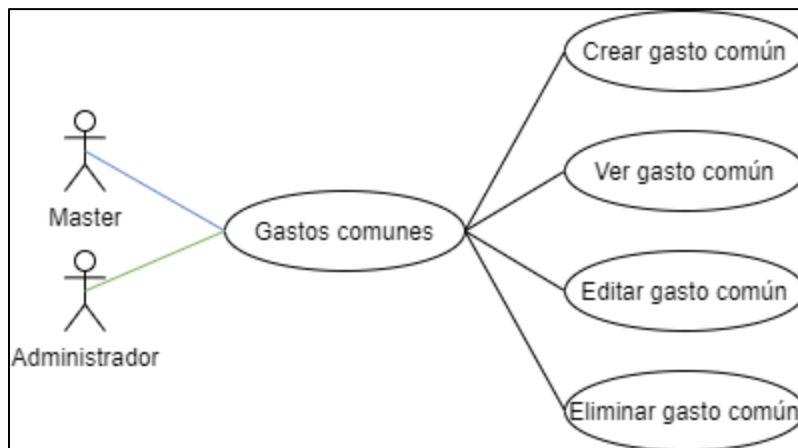 Crear gasto común
Ver gasto común
Master
Gastos comunes
Editar gasto común
Administrador
Eliminar gasto común